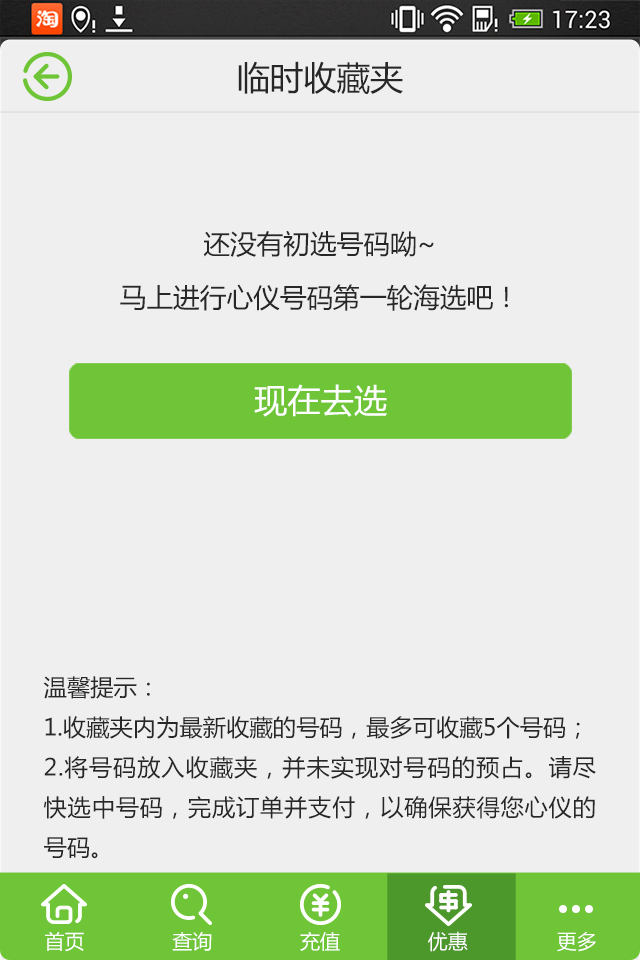 淘 17:23
临时收藏夹
还没有初选号码呦~
马上进行心仪号码第一轮海选吧！
现在去选
温馨提示：
1.收藏夹内为最新收藏的号码，最多可收藏5个号码；
2.将号码放入收藏夹，并未实现对号码的预占。请尽
快选中号码，完成订单并支付，以确保获得您心仪的
号码。
首页 查询 充值 优惠 更多